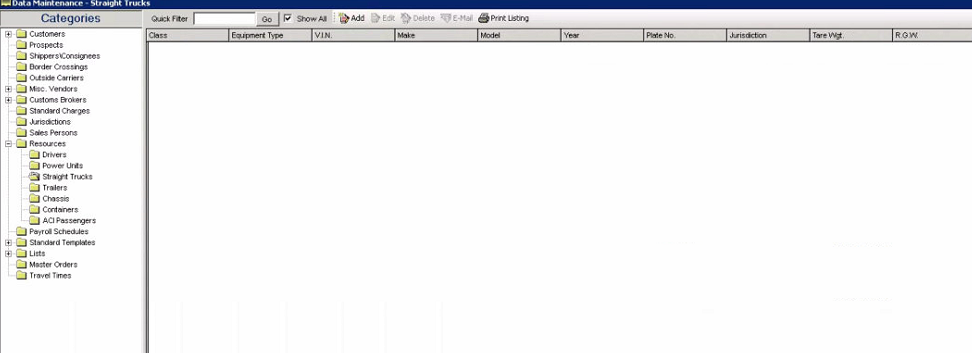 Data Maintenance - Straight Trucks
Categories
Quick Filter Go Show All Add Edit Delete E-Mail Print Listing
Class Equipment Type V.I.N. Make Model Year Plate No. Jurisdiction Tare Wgt. R.G.W.
Customers
Prospects
Shippers\Consignees
Border Crossings
Outside Carriers
Misc. Vendors
Customs Brokers
Standard Charges
Jurisdictions
Sales Persons
Resources
Drivers
Power Units
Straight Trucks
Trailers
Chassis
Containers
ACI Passengers
Payroll Schedules
Standard Templates
Lists
Master Orders
Travel Times